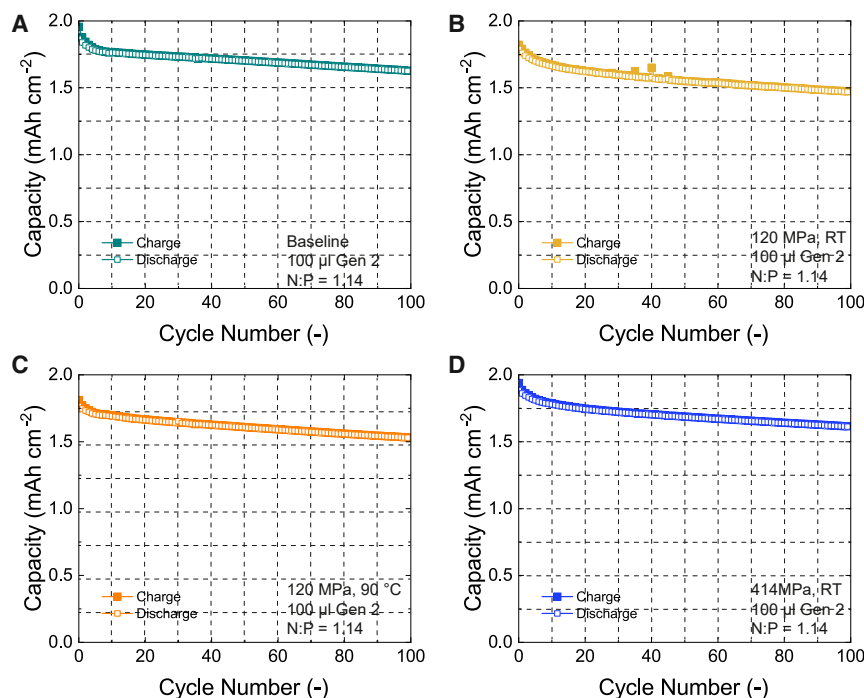 A
Capacity (mAh cm⁻²)
2.0
1.5
1.0
0.5
0.0
Charge
Discharge
Baseline
100 µl Gen 2
N:P = 1.14
0 20 40 60 80 100
Cycle Number (-)
B
Capacity (mAh cm⁻²)
2.0
1.5
1.0
0.5
0.0
Charge
Discharge
120 MPa, RT
100 µl Gen 2
N:P = 1.14
0 20 40 60 80 100
Cycle Number (-)
C
Capacity (mAh cm⁻²)
2.0
1.5
1.0
0.5
0.0
Charge
Discharge
120 MPa, 90 °C
100 µl Gen 2
N:P = 1.14
0 20 40 60 80 100
Cycle Number (-)
D
Capacity (mAh cm⁻²)
2.0
1.5
1.0
0.5
0.0
Charge
Discharge
414MPa, RT
100 µl Gen 2
N:P = 1.14
0 20 40 60 80 100
Cycle Number (-)